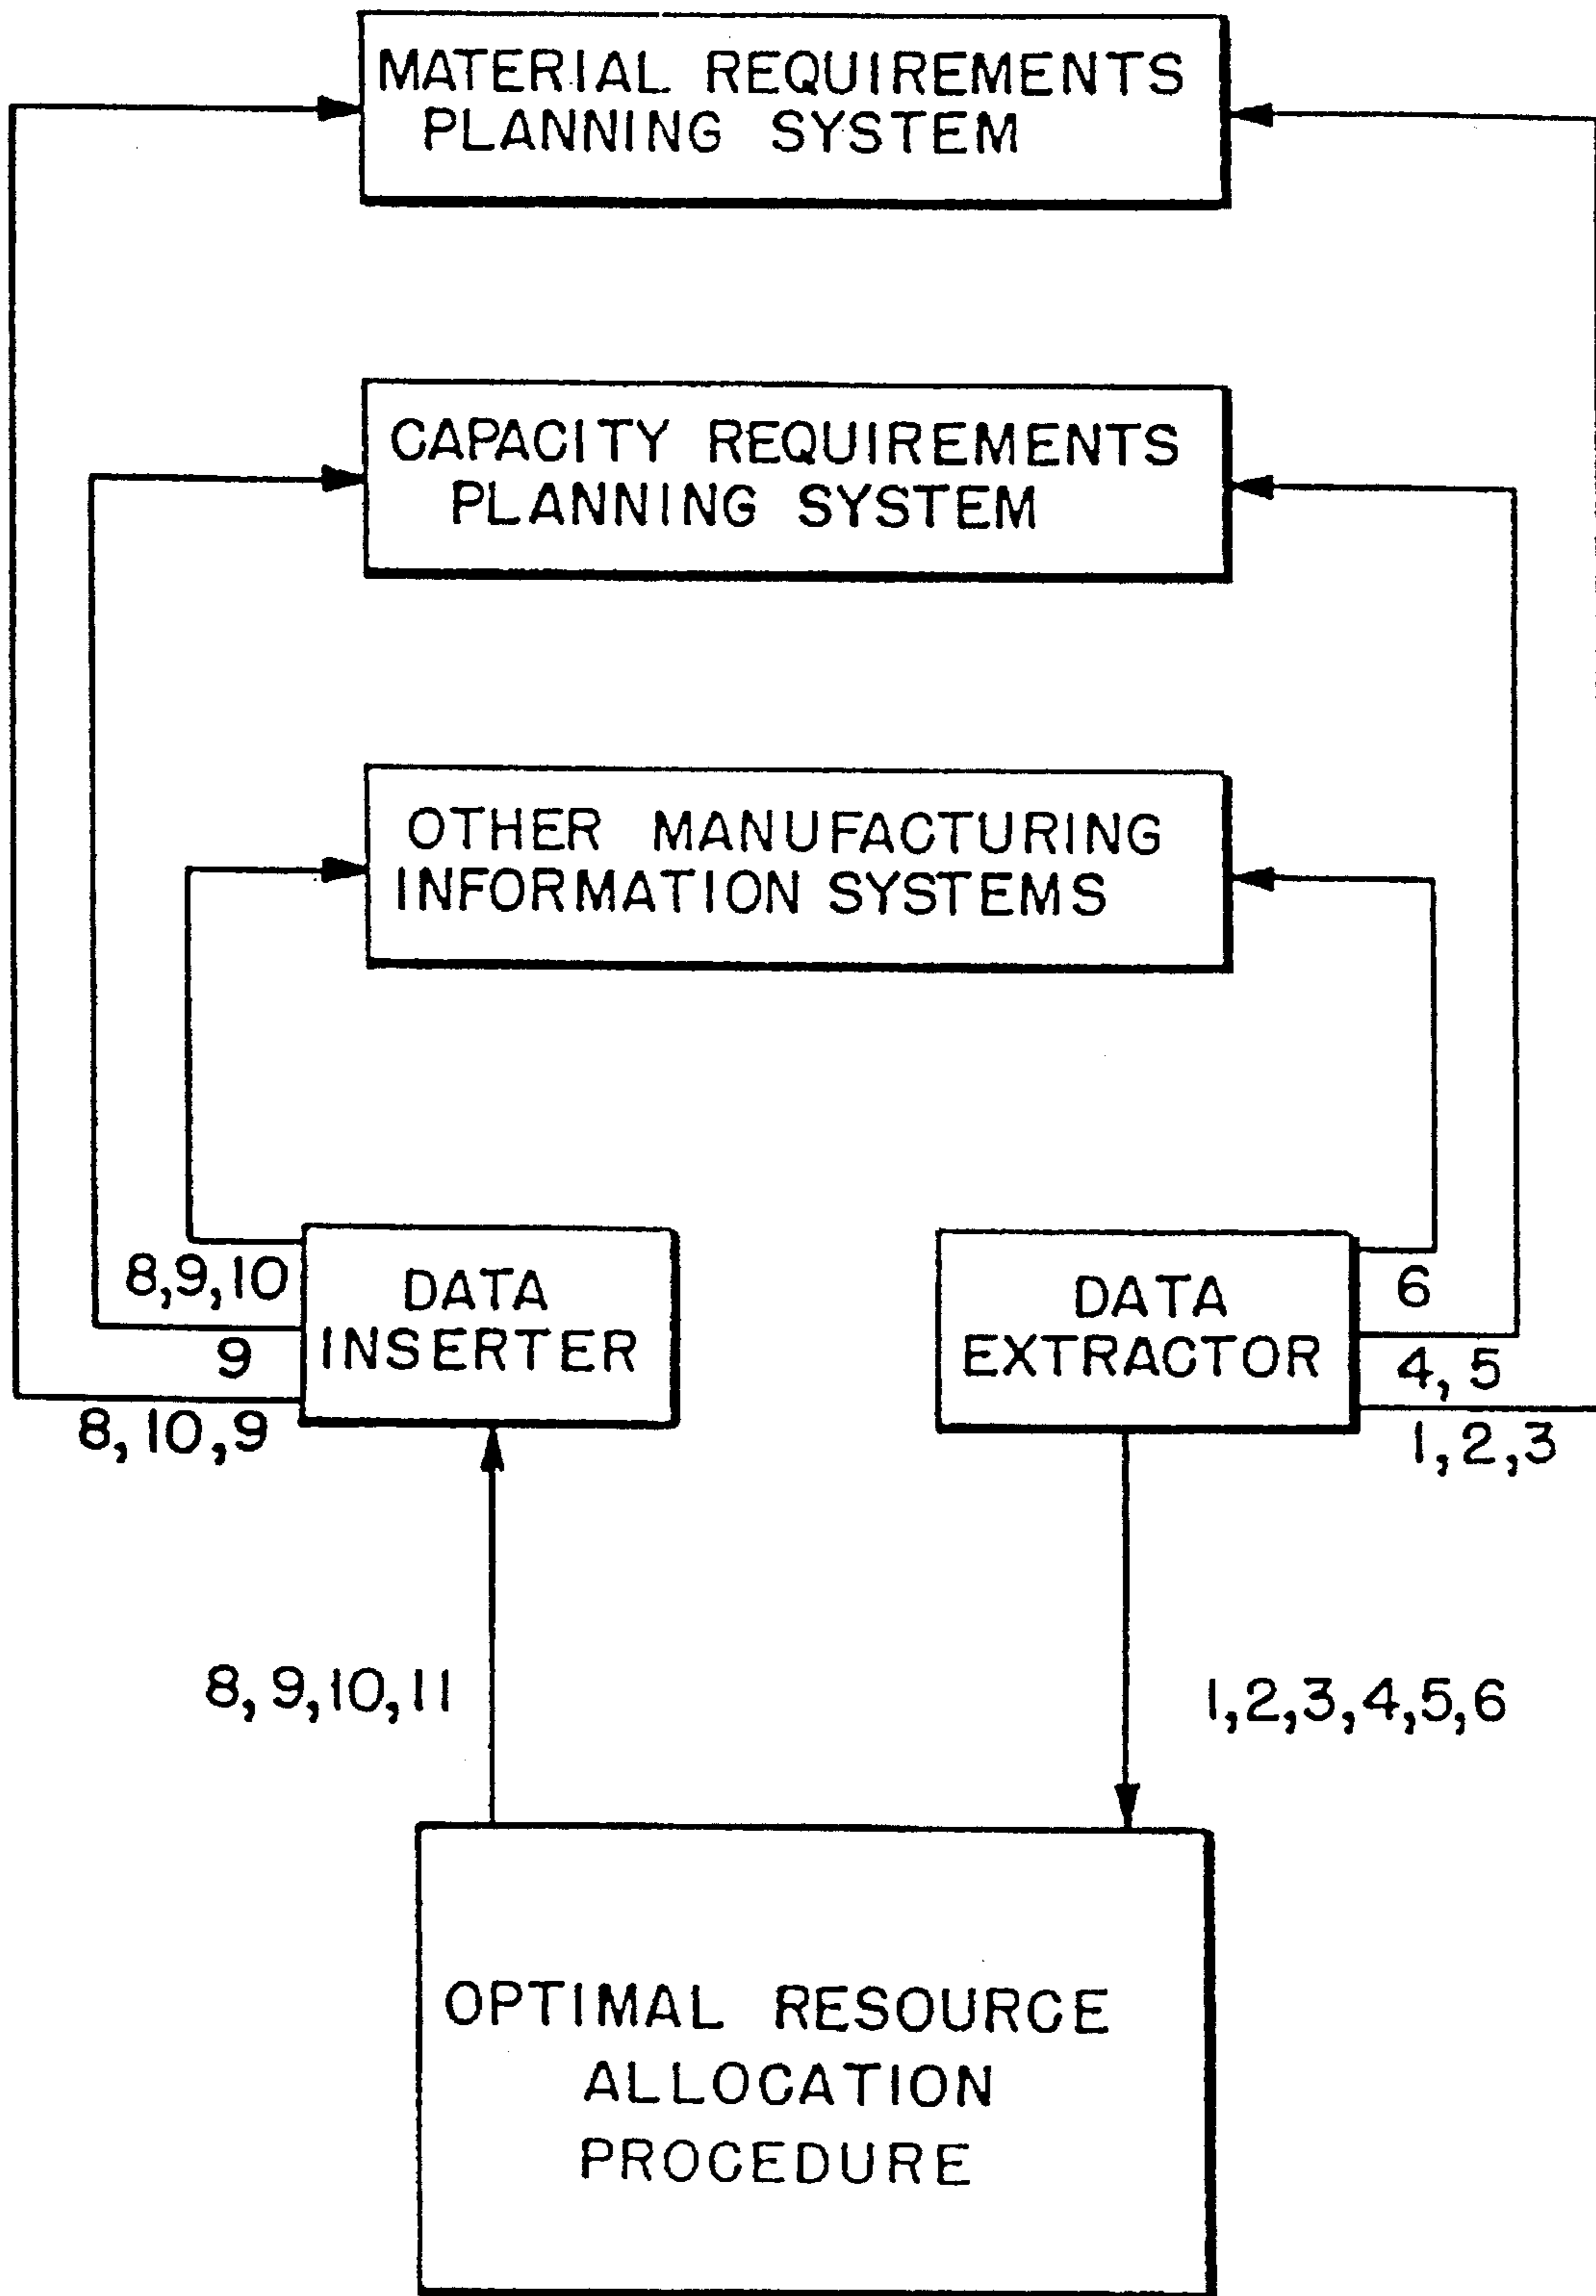 MATERIAL REQUIREMENTS
PLANNING SYSTEM
CAPACITY REQUIREMENTS
PLANNING SYSTEM
OTHER MANUFACTURING
INFORMATION SYSTEMS
8,9,10
9
8,10,9
DATA
INSERTER
DATA
EXTRACTOR
6
4, 5
1,2,3
8, 9,10,11
1,2,3,4,5,6
OPTIMAL RESOURCE
ALLOCATION
PROCEDURE